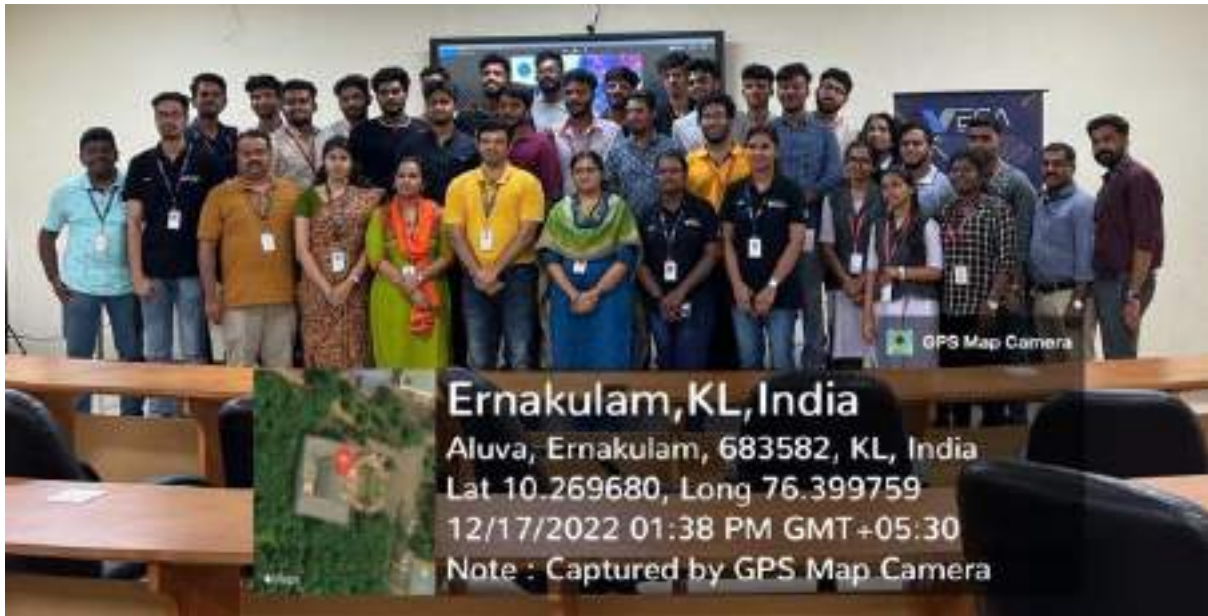 VEGA
GPS Map Camera
Ernakulam,KL,India
Aluva, Ernakulam, 683582, KL, India
Lat 10.269680, Long 76.399759
12/17/2022 01:38 PM GMT+05:30
Note : Captured by GPS Map Camera